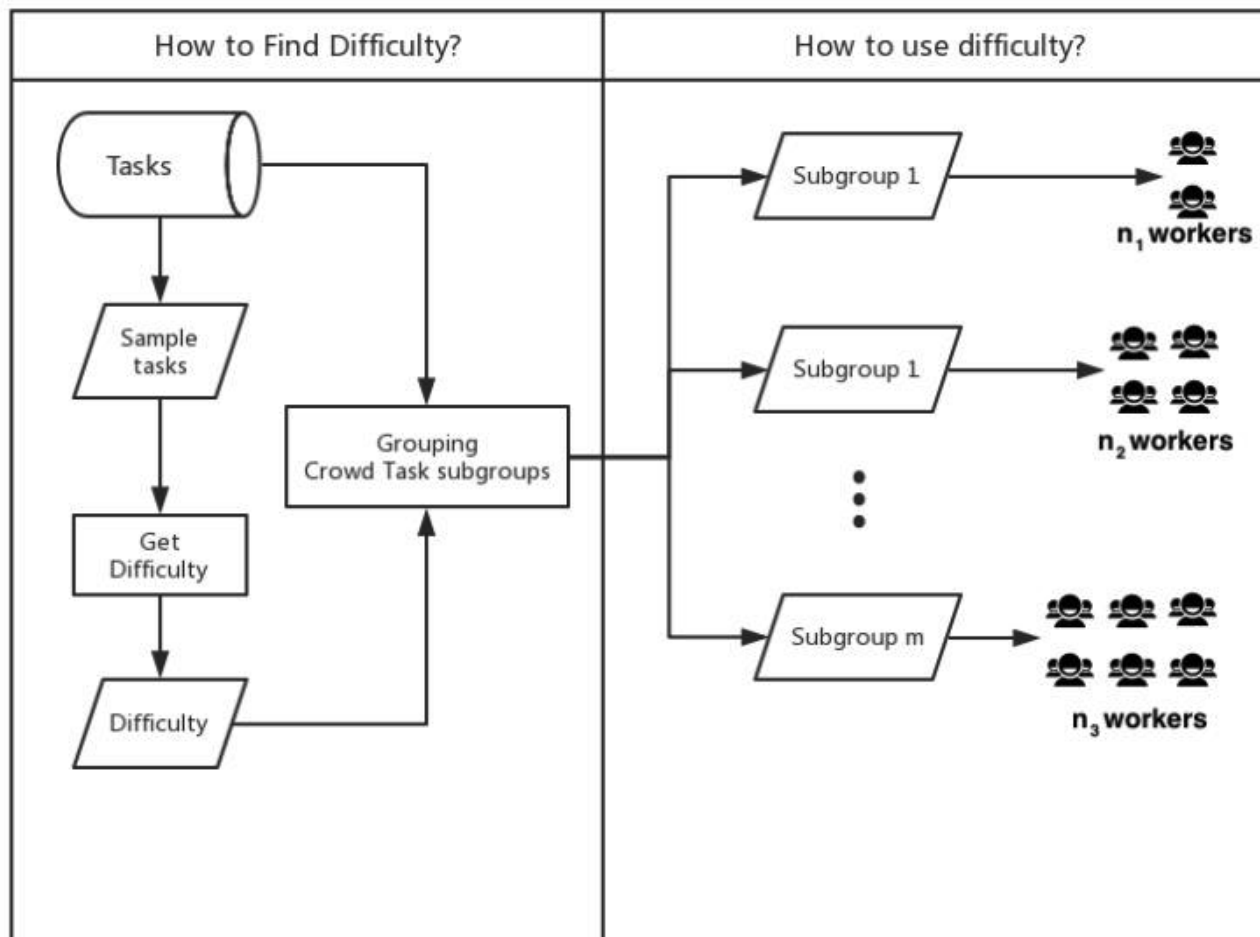 How to Find Difficulty?
How to use difficulty?
Tasks
Sample
tasks
Get
Difficulty
Difficulty
Grouping
Crowd Task subgroups
Subgroup 1
n₁ workers
Subgroup 1
n₂ workers
Subgroup m
n₃ workers